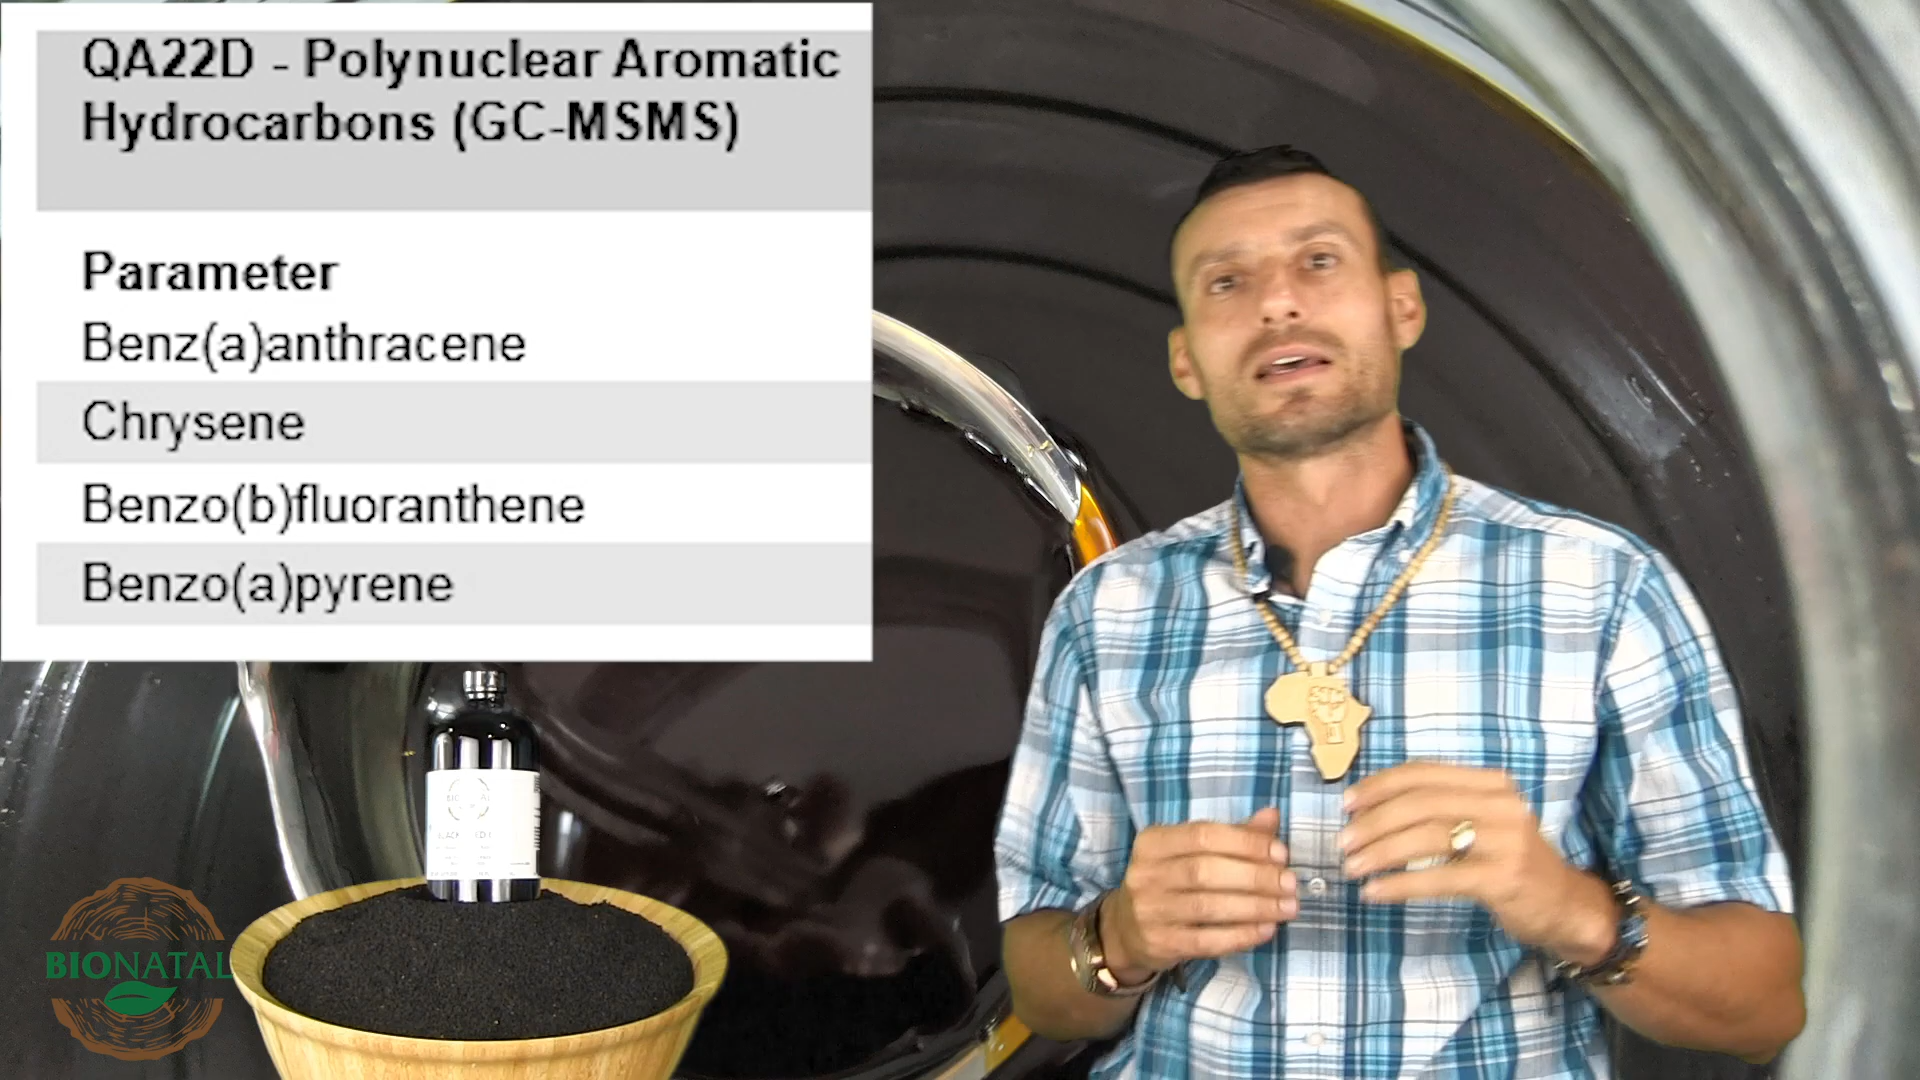 QA22D - Polynuclear Aromatic
Hydrocarbons (GC-MSMS)
Parameter
Benz(a)anthracene
Chrysene
Benzo(b)fluoranthene
Benzo(a)pyrene
BIONATAL